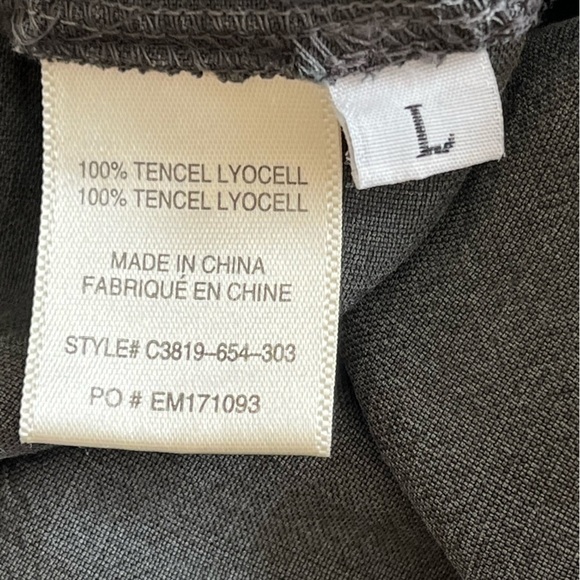 100% TENCEL LYOCELL
100% TENCEL LYOCELL
MADE IN CHINA
FABRIQUÉ EN CHINE
STYLE# C3819-654-303
PO # EM171093
L